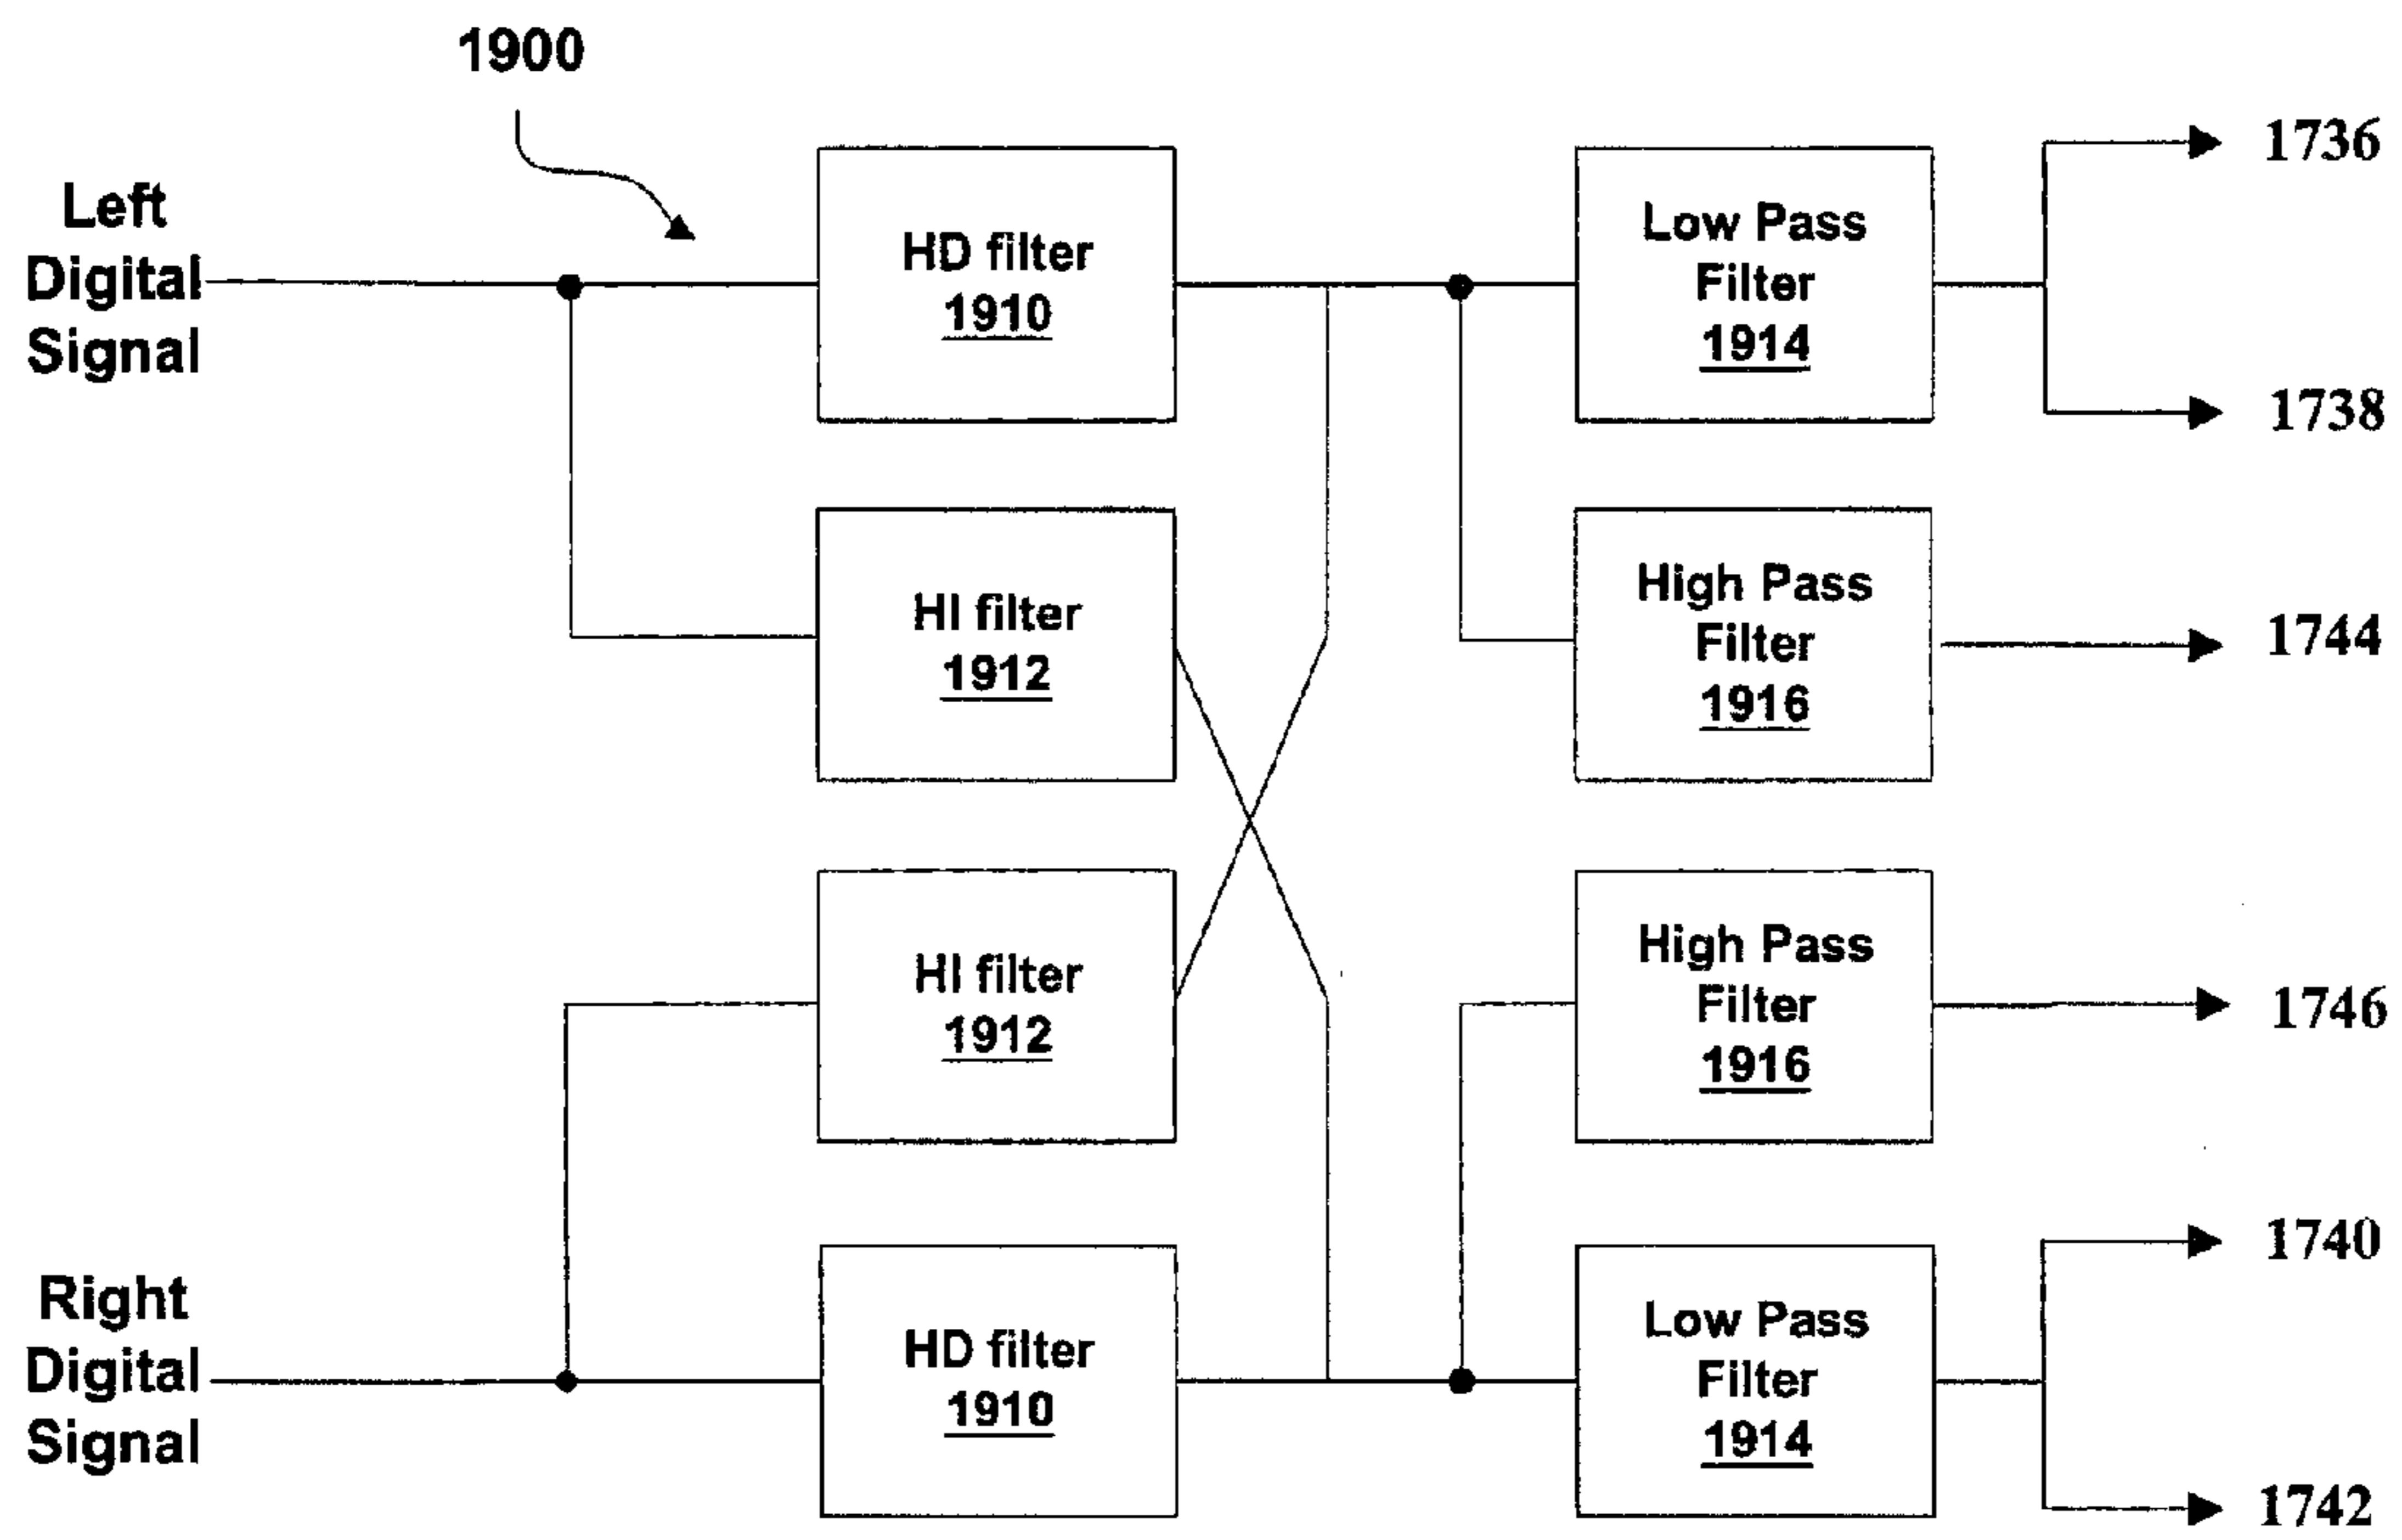 1900
Left
Digital
Signal
HD filter
1910
Low Pass
Filter
1914
1736
1738
HI filter
1912
High Pass
Filter
1916
1744
HI filter
1912
High Pass
Filter
1916
1746
Right
Digital
Signal
HD filter
1910
Low Pass
Filter
1914
1740
1742